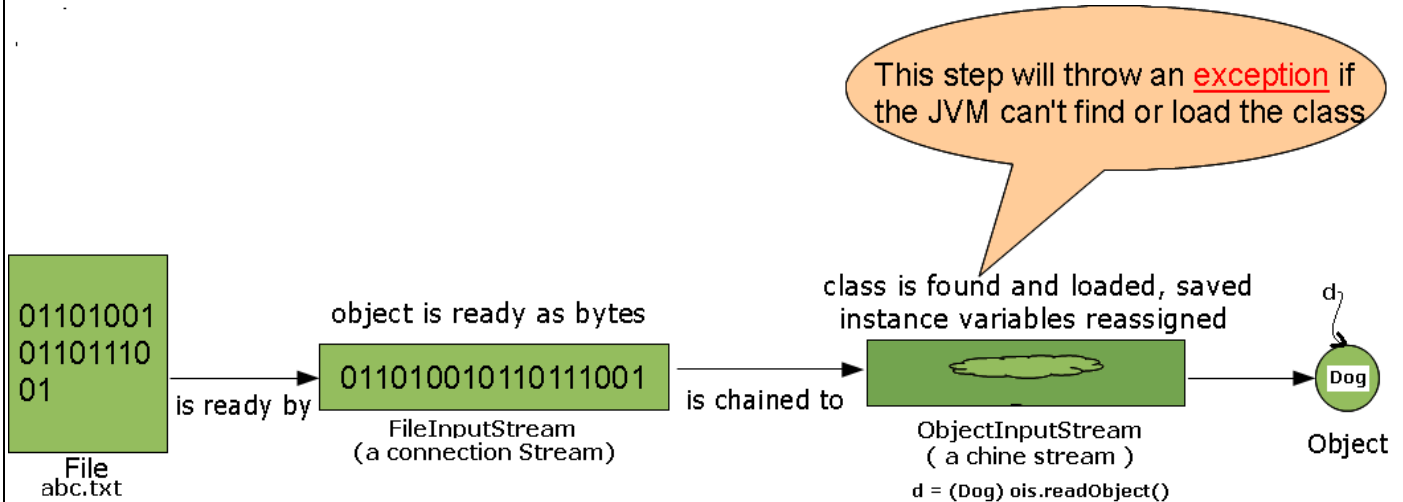 This step will throw an exception if
the JVM can't find or load the class
01101001
01101110
01
File
abc.txt
is ready by
object is ready as bytes
011010010110111001
FileInputStream
(a connection Stream)
is chained to
class is found and loaded, saved
instance variables reassigned
ObjectInputStream
( a chine stream )
d = (Dog) ois.readObject()
d
Dog
Object